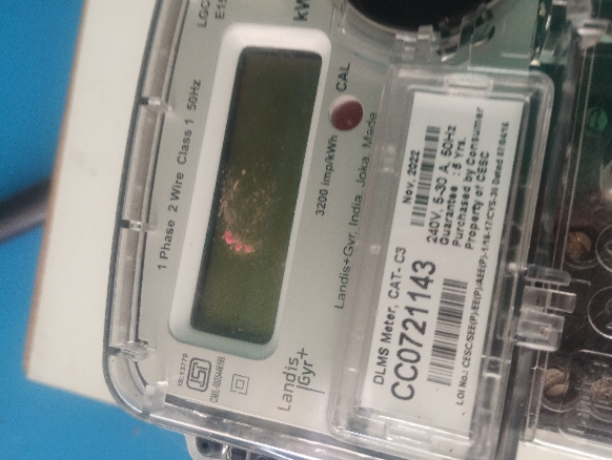 kW
1 Phase 2 Wire Class 1 50Hz
CAL
3200 imp/kWh
Landis+Gyr, India, Joka, Made
IS:13779
Landis
Gyr+
Nov. 2022
240V, 5-30 A, 50Hz
Guarantee : 5 Yrs.
Purchased by Consumer
Property of CESC
DLMS Meter, CAT- C3
CC0721143